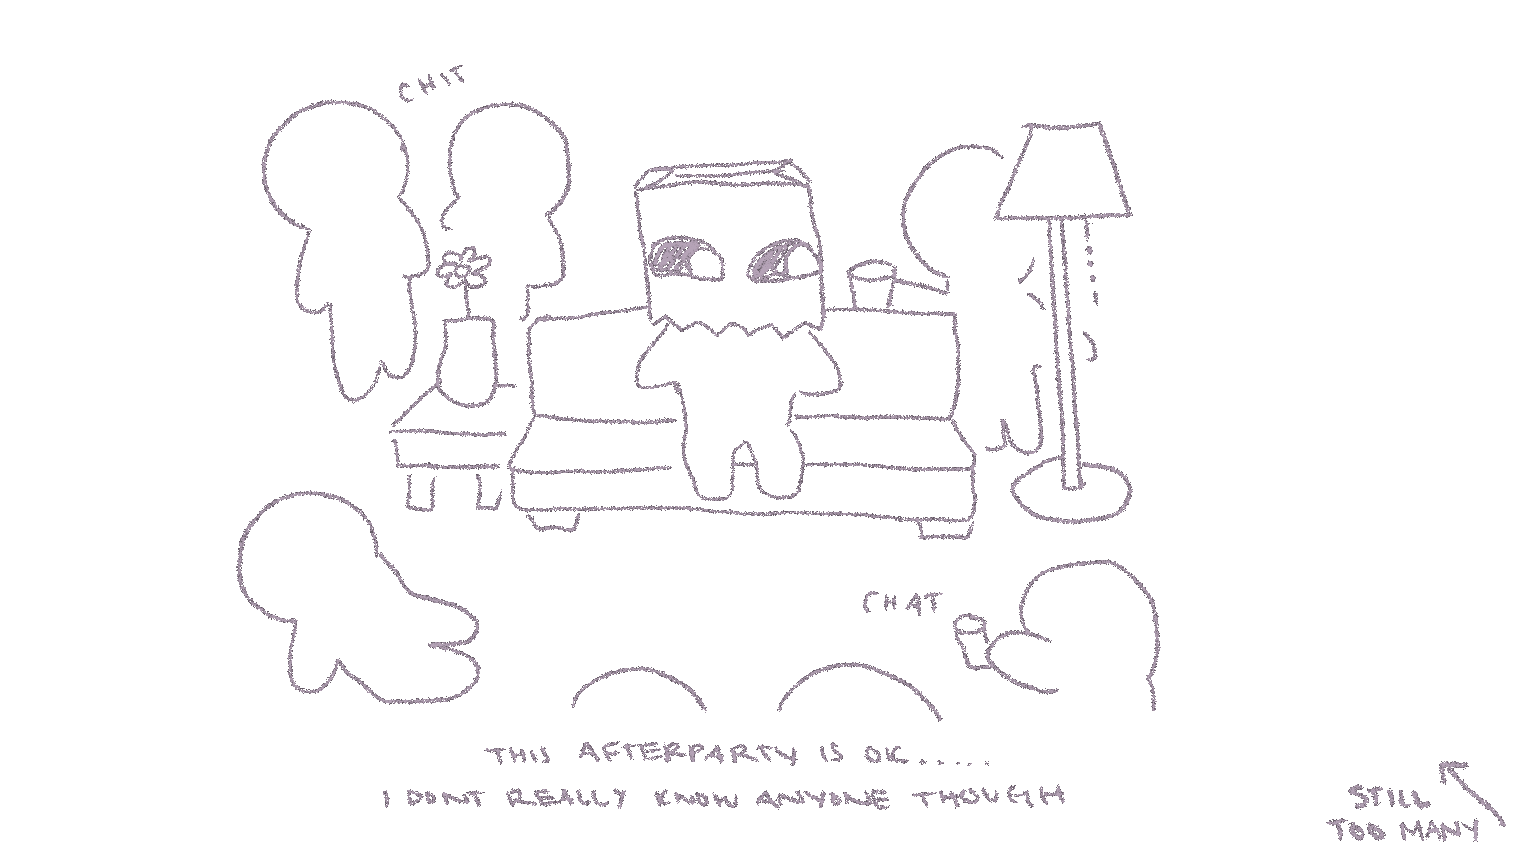 CHIT
CHAT
THIS AFTERPARTY IS OK.....
I DONT REALLY KNOW ANYONE THOUGH
STILL
TOO MANY